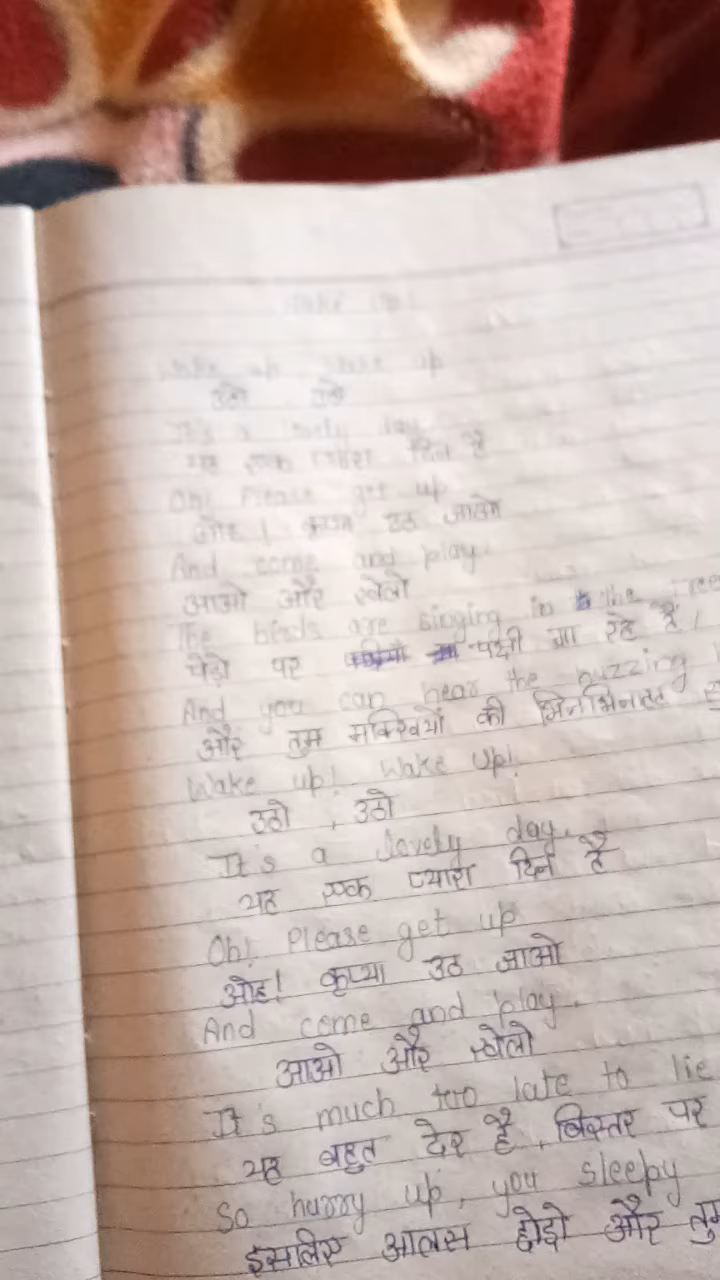 Wake up!
Wake up Wake up
उठो उठो
It's a lovely day
यह एक प्यारा दिन है
Oh! Please get up
ओह! कृप्या उठ जाओ
And come and play.
आओ और खेलो
The birds are singing in the
पेड़ो पर पक्षी गा रहे हैं।
And you can hear the buzzing
और तुम मक्खियों की भिनभिनहत
Wake up! Wake up!
उठो , उठो
It's a lovely day.
यह एक प्यारा दिन है
Oh! Please get up
ओह! कृप्या उठ जाओ
And come and play.
आओ और खेलो
It's much too late to lie
यह बहुत देर है , बिस्तर पर
So hurry up, you sleepy
इसलिए आलस छोड़ो और तुम